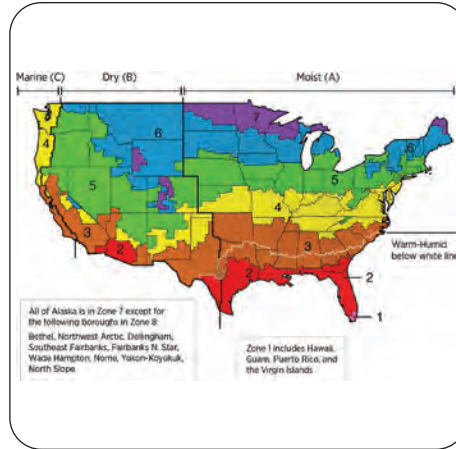 Marine (C) Dry (B) Moist (A)
7
6
6
4
5
5
4
3
3
2
2
Warm-Humid
below white line
2
1
All of Alaska is in Zone 7 except for
the following boroughs in Zone 8:
Bethel, Northwest Arctic, Dellingham,
Southeast Fairbanks, Fairbanks N. Star,
Wade Hampton, Nome, Yukon-Koyukuk,
North Slope
Zone 1 includes Hawaii,
Guam, Puerto Rico, and
the Virgin Islands